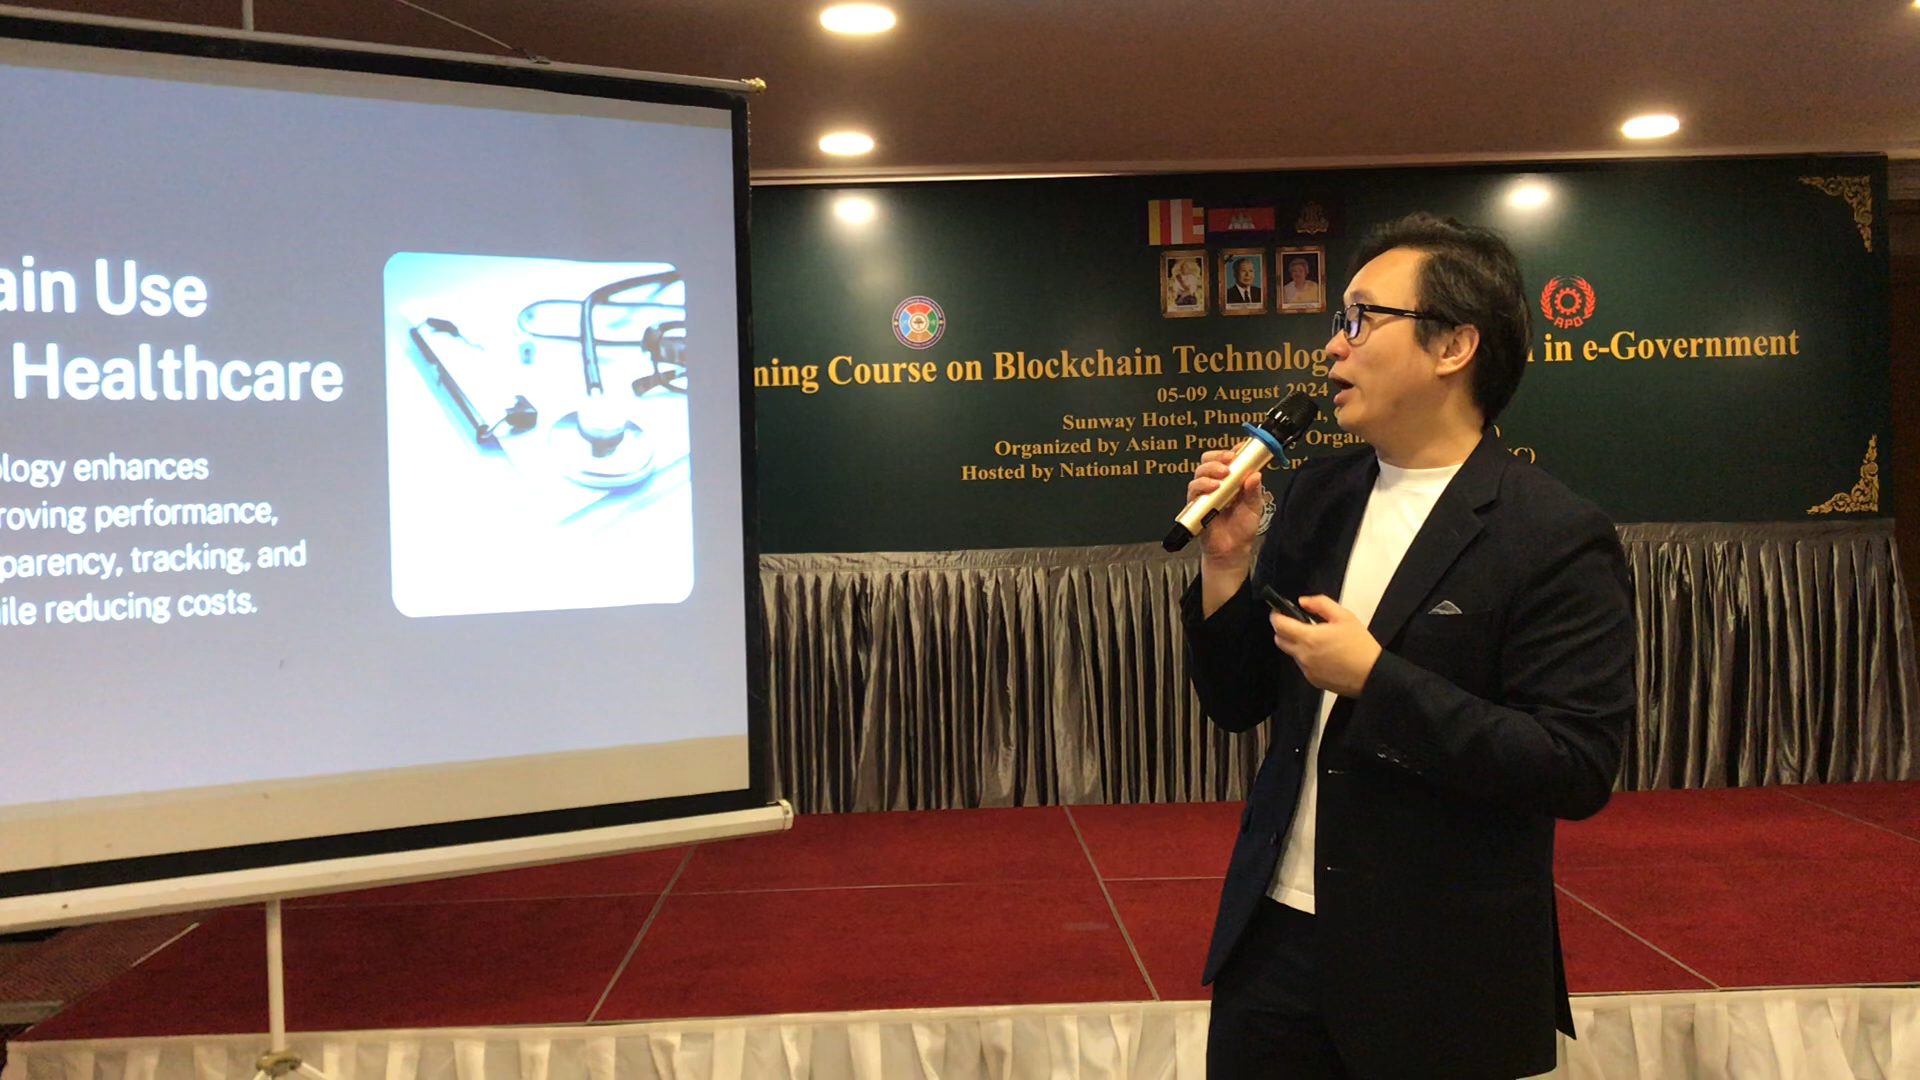 ain Use
Healthcare
ology enhances
roving performance,
parency, tracking, and
ile reducing costs.
ning Course on Blockchain Technolog in e-Government
05-09 August 2024
Sunway Hotel, Phnom
Organized by Asian Produ y Organ
Hosted by National Produ Cent C)
APO